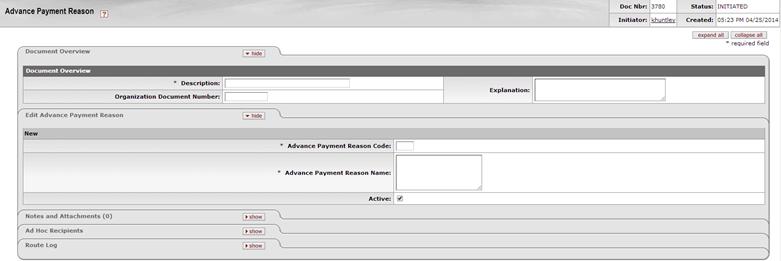 Advance Payment Reason ?
Doc Nbr: 3780 Status: INITIATED
Initiator: khuntley Created: 05:23 PM 04/25/2014
expand all collapse all
* required field
Document Overview hide
Document Overview
* Description: Explanation:
Organization Document Number:
Edit Advance Payment Reason hide
New
* Advance Payment Reason Code:
* Advance Payment Reason Name:
Active:
Notes and Attachments (0) show
Ad Hoc Recipients show
Route Log show